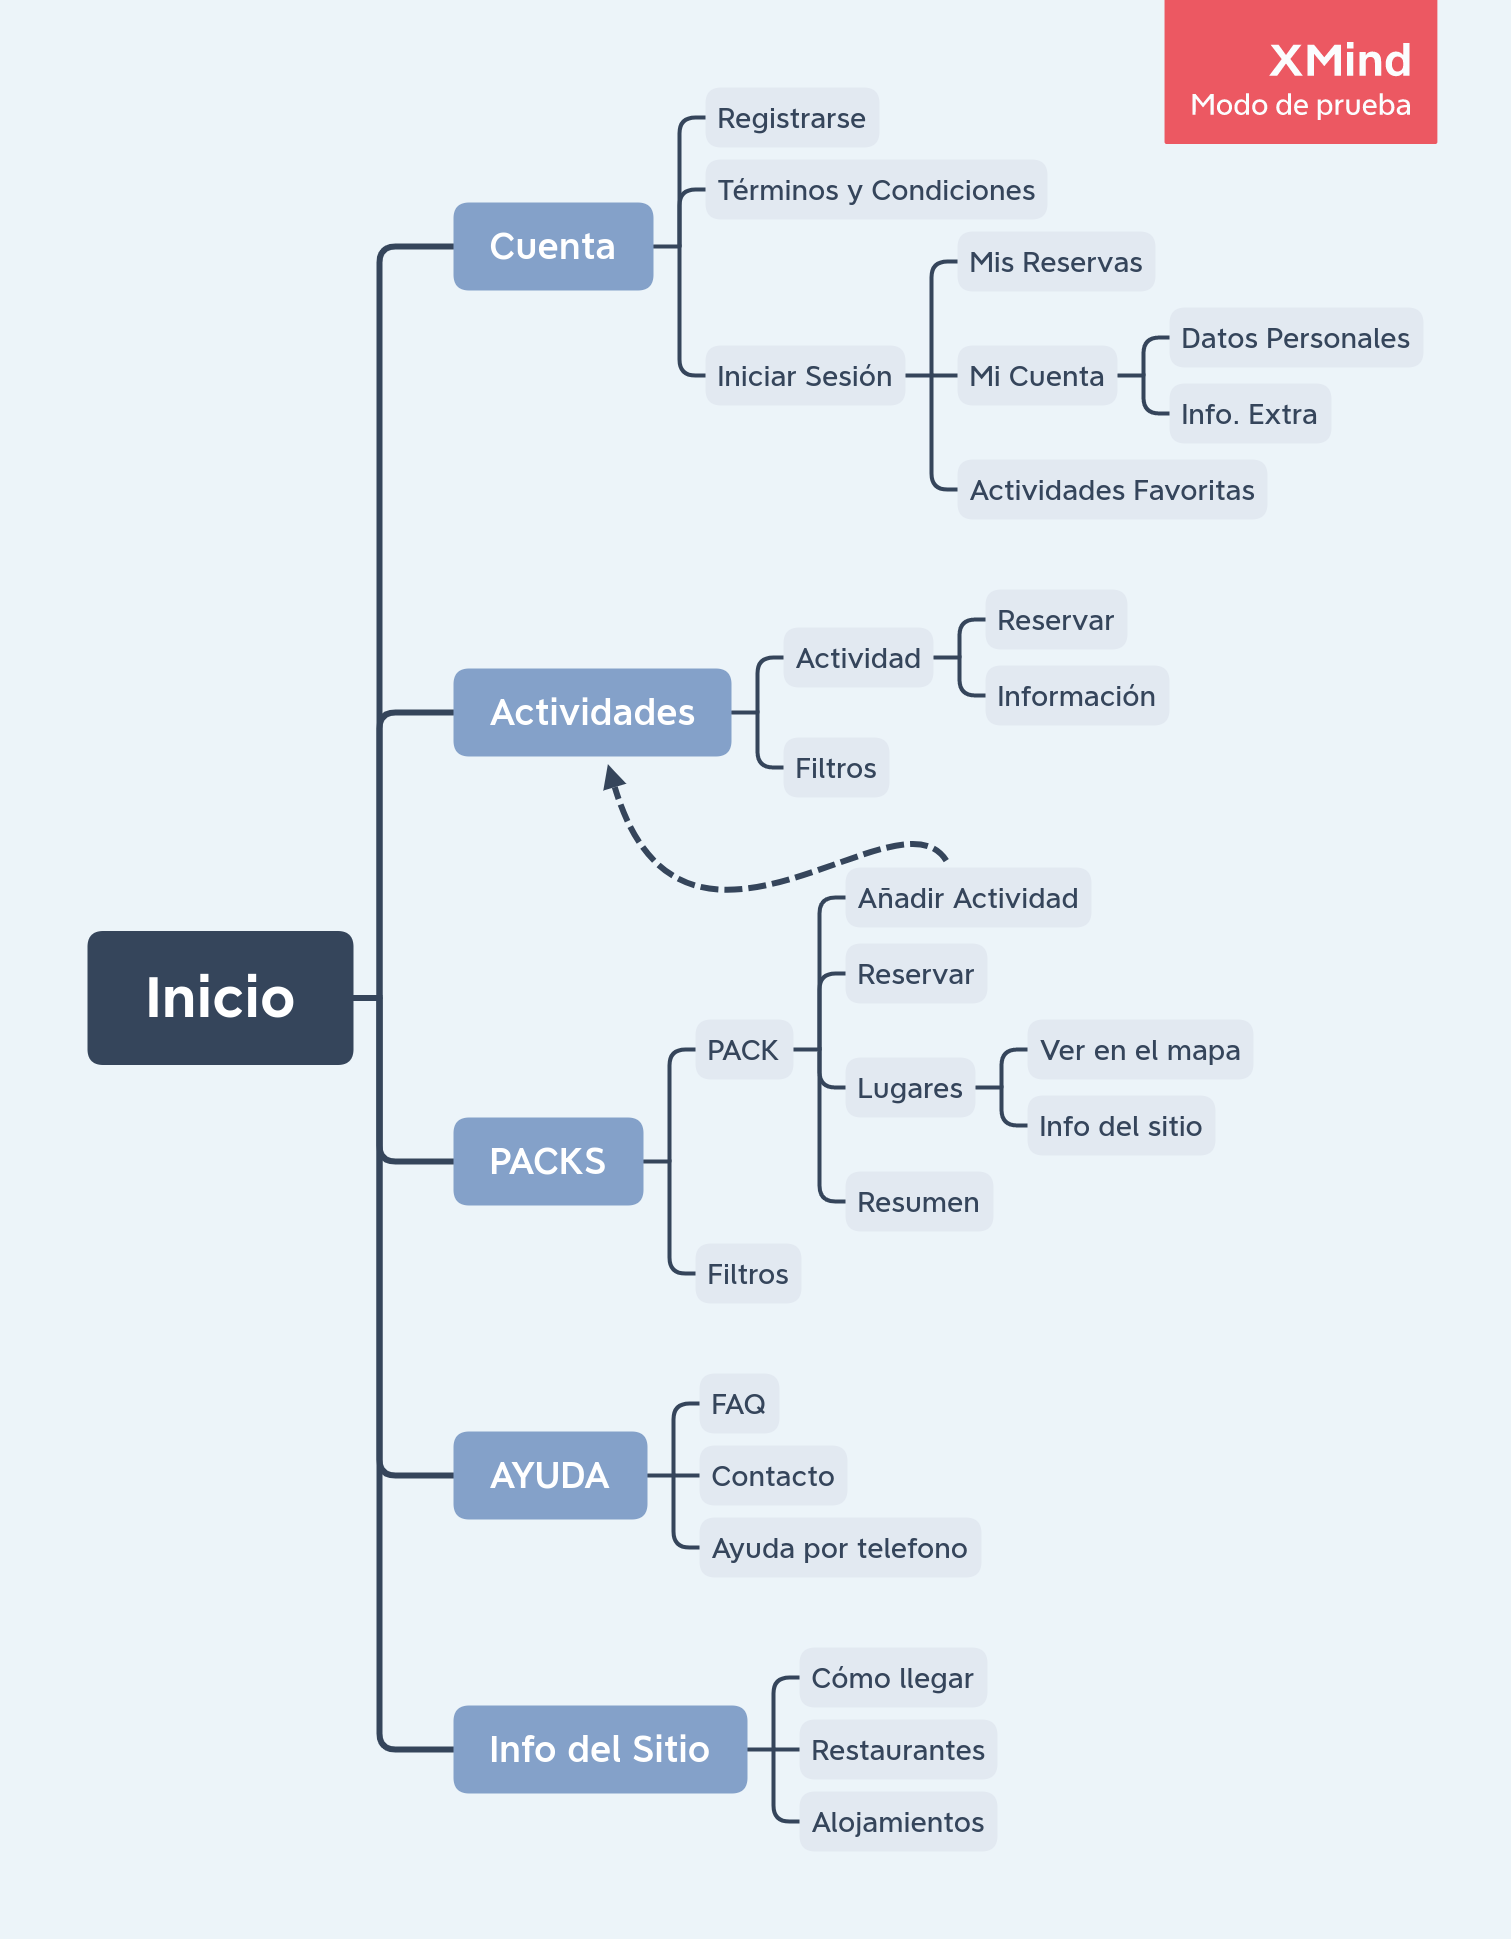 XMind
Modo de prueba
Inicio
Cuenta
Registrarse
Términos y Condiciones
Iniciar Sesión
Mis Reservas
Mi Cuenta
Datos Personales
Info. Extra
Actividades Favoritas
Actividades
Actividad
Reservar
Información
Filtros
PACKS
PACK
Añadir Actividad
Reservar
Lugares
Ver en el mapa
Info del sitio
Resumen
Filtros
AYUDA
FAQ
Contacto
Ayuda por telefono
Info del Sitio
Cómo llegar
Restaurantes
Alojamientos